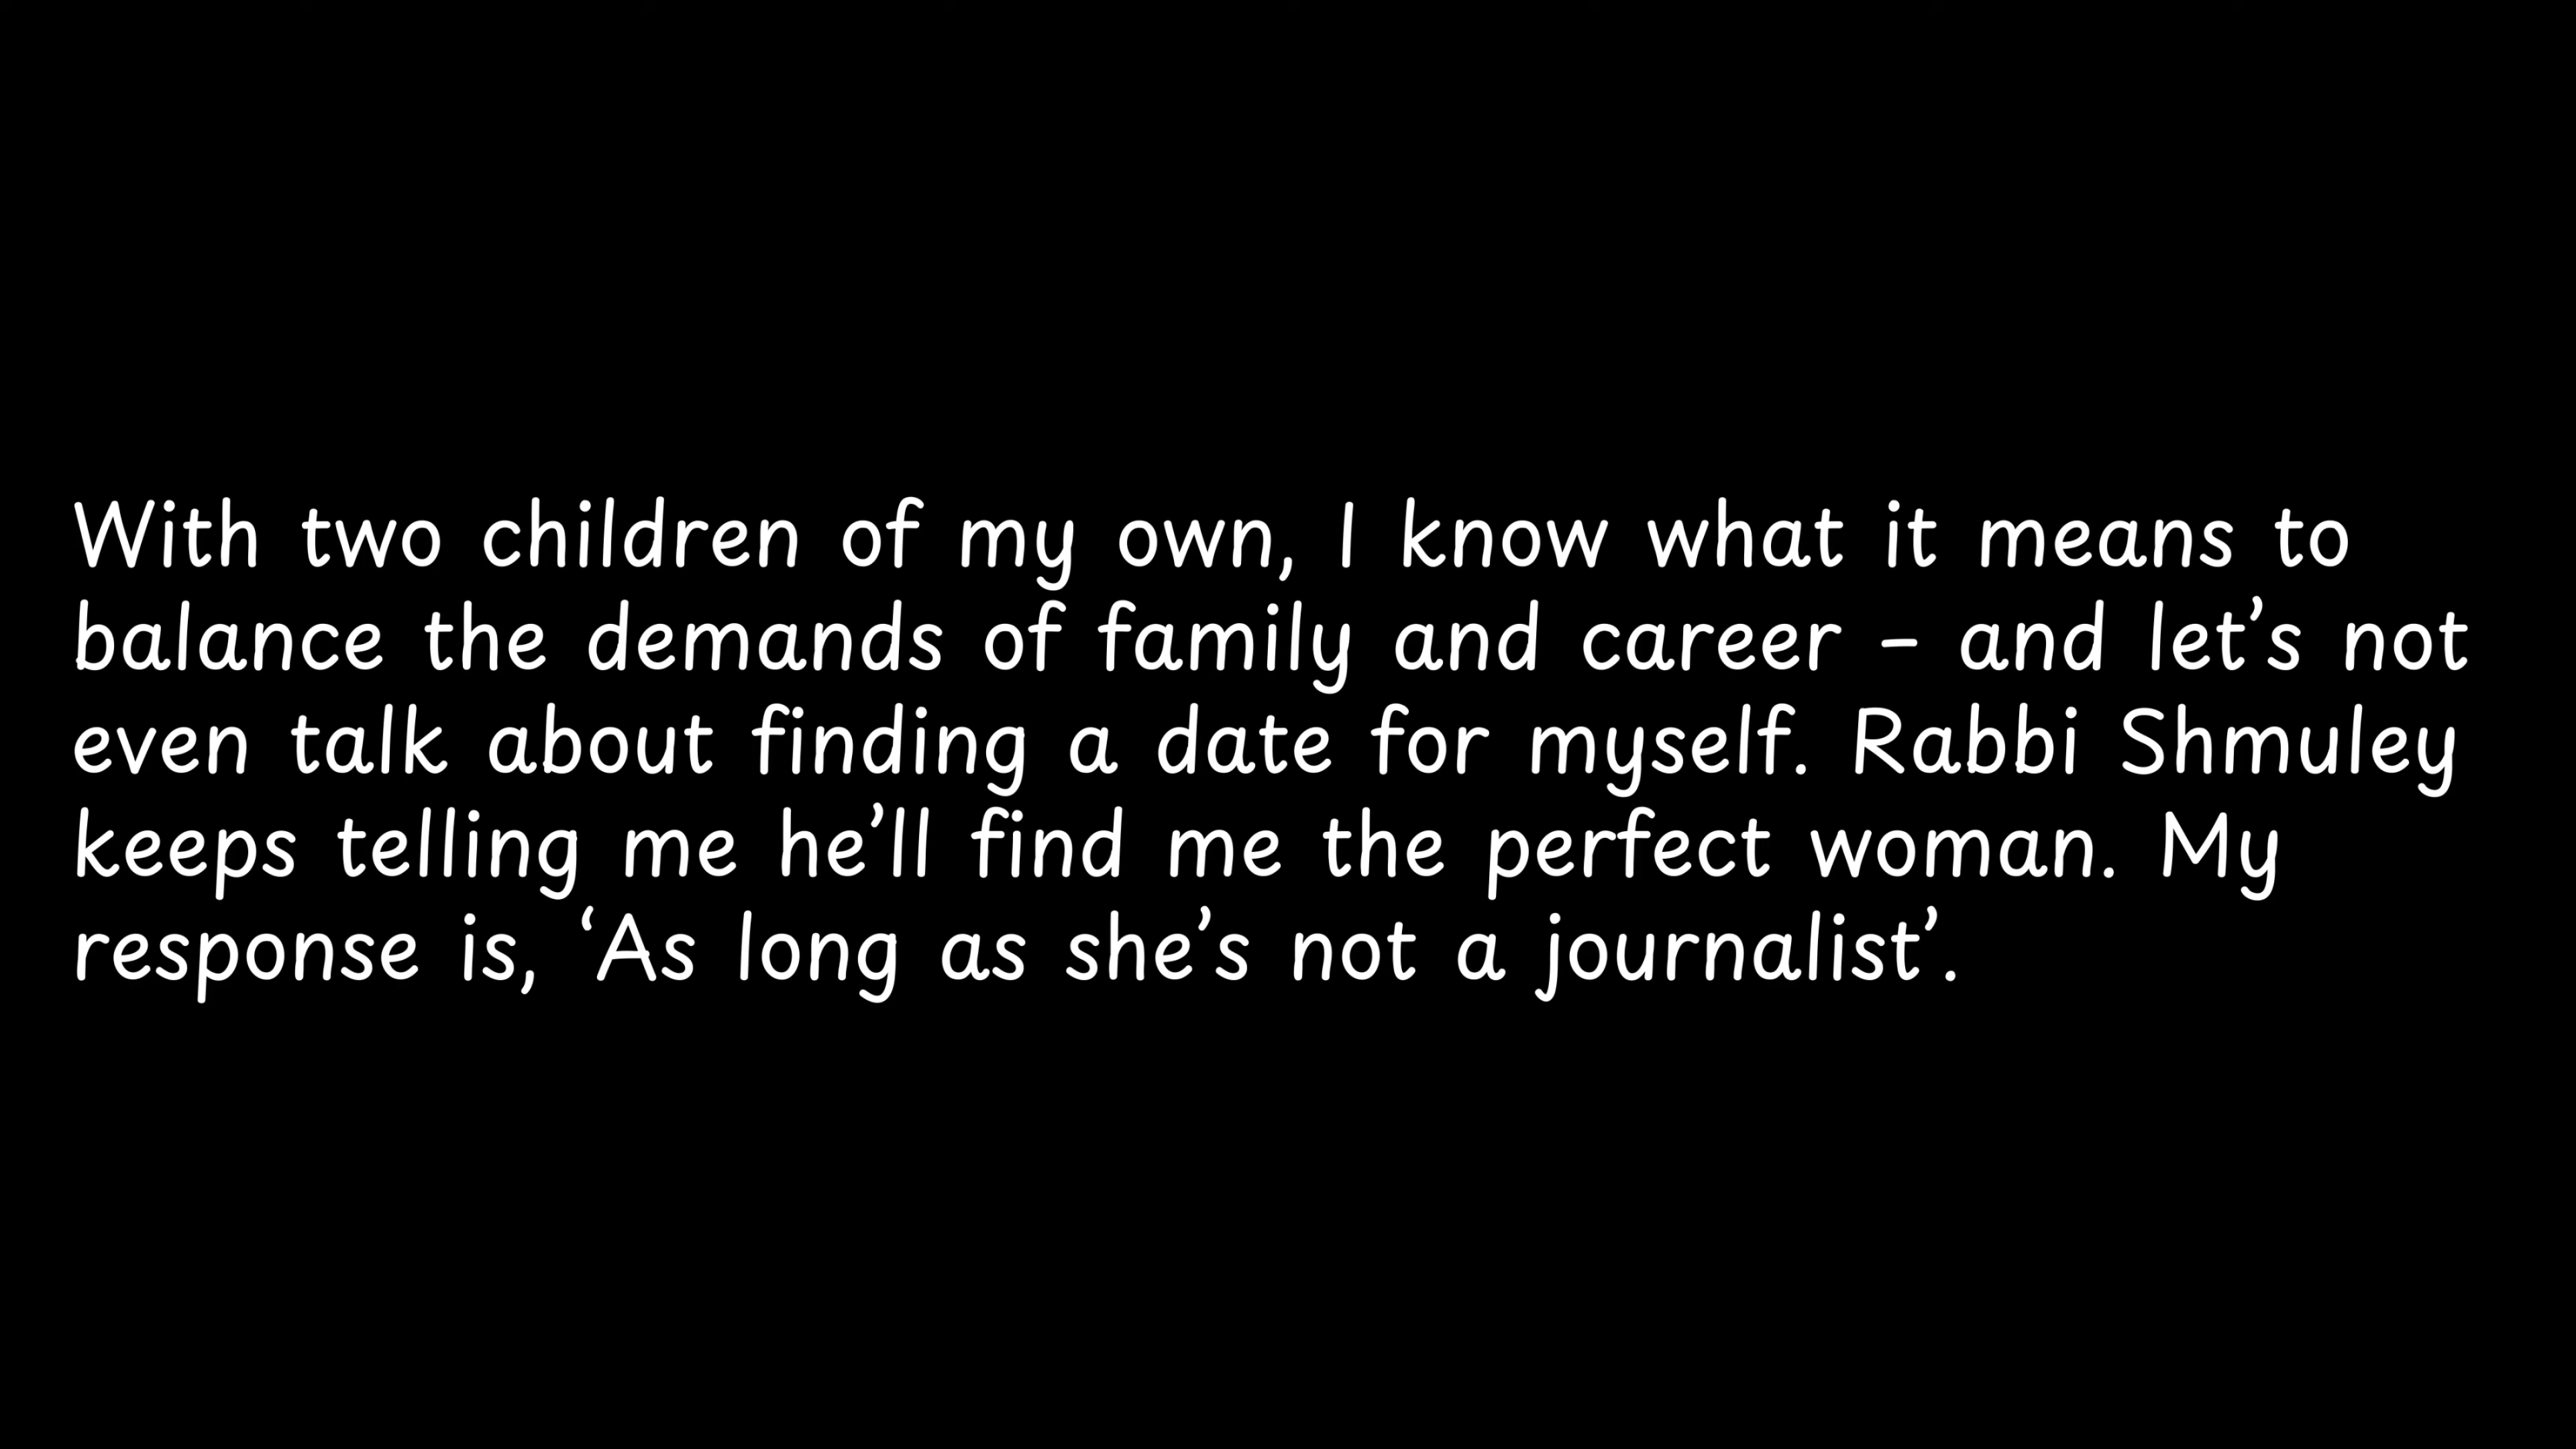 With two children of my own, I know what it means to
balance the demands of family and career – and let’s not
even talk about finding a date for myself. Rabbi Shmuley
keeps telling me he’ll find me the perfect woman. My
response is, ‘As long as she’s not a journalist’.